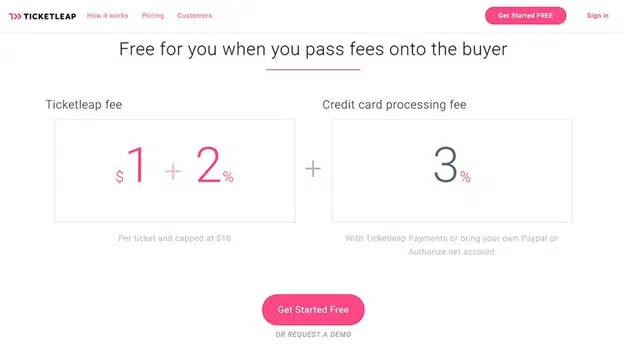 TICKETLEAP How it works Pricing Customers Get Started FREE Sign In
Free for you when you pass fees onto the buyer
Ticketleap fee
$1 + 2%
Per ticket and capped at $10
+
Credit card processing fee
3%
With Ticketleap Payments or bring your own Paypal or
Authorize.net account
Get Started Free
OR REQUEST A DEMO